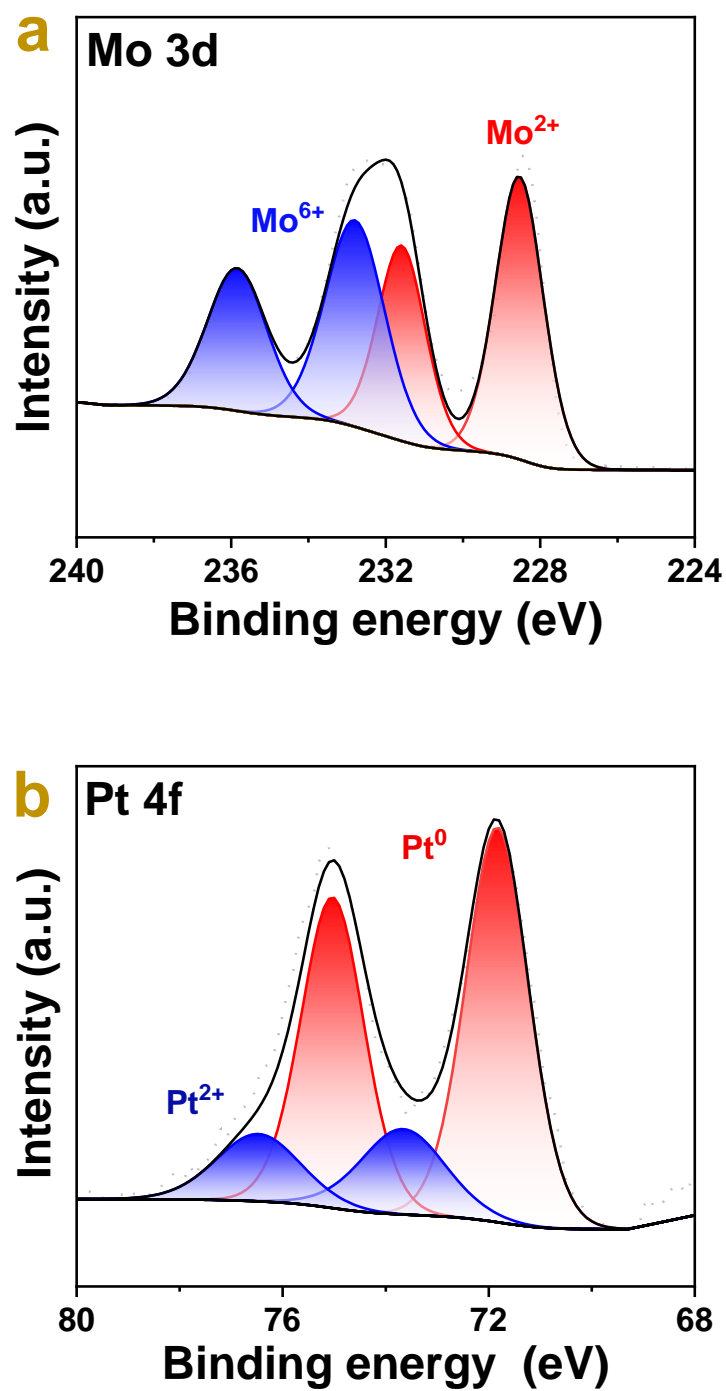 a
Mo 3d
Mo²⁺
Mo⁶⁺
Intensity (a.u.)
240 236 232 228 224
Binding energy (eV)
b
Pt 4f
Pt⁰
Pt²⁺
Intensity (a.u.)
80 76 72 68
Binding energy (eV)